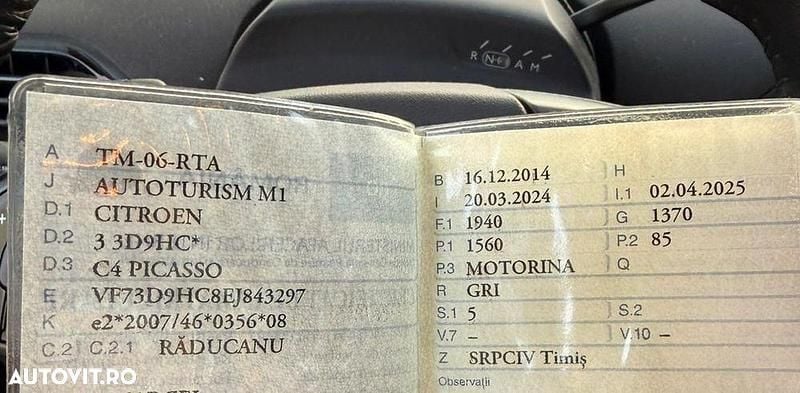 R N A M
A TM-06-RTA
J AUTOTURISM M1
D.1 CITROEN
D.2 3 3D9HC*
D.3 C4 PICASSO
E VF73D9HC8EJ843297
K e2*2007/46*0356*08
C.2 C.2.1 RĂDUCANU
B 16.12.2014 H
I 20.03.2024 I.1 02.04.2025
F.1 1940 G 1370
P.1 1560 P.2 85
P.3 MOTORINA Q
R GRI
S.1 5 S.2
V.7 – V.10 –
Z SRPCIV Timiș
Observații
AUTOVIT.RO